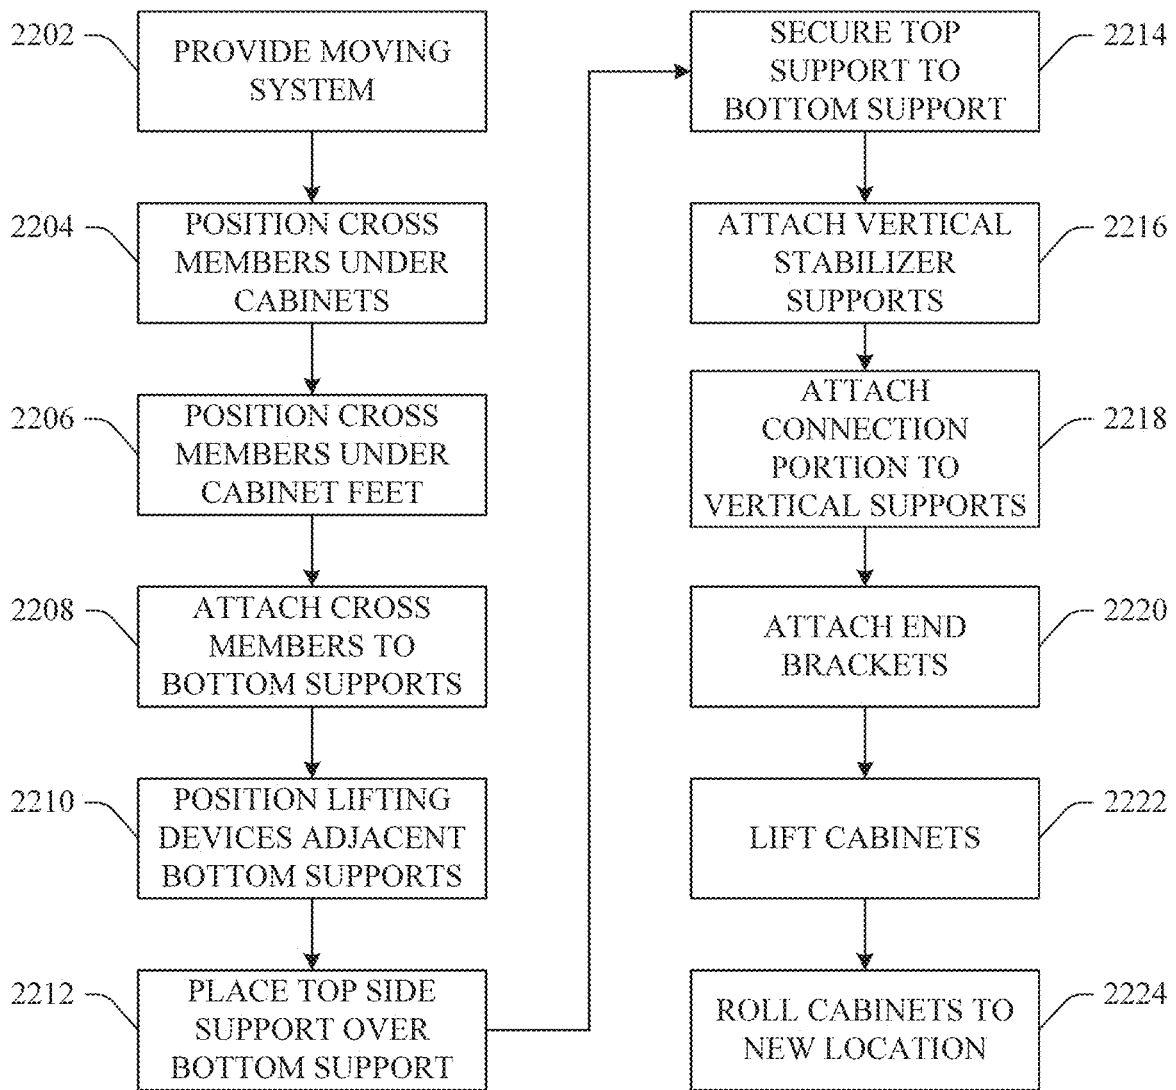 2202
PROVIDE MOVING
SYSTEM
2204
POSITION CROSS
MEMBERS UNDER
CABINETS
2206
POSITION CROSS
MEMBERS UNDER
CABINET FEET
2208
ATTACH CROSS
MEMBERS TO
BOTTOM SUPPORTS
2210
POSITION LIFTING
DEVICES ADJACENT
BOTTOM SUPPORTS
2212
PLACE TOP SIDE
SUPPORT OVER
BOTTOM SUPPORT
SECURE TOP
SUPPORT TO
BOTTOM SUPPORT
2214
ATTACH VERTICAL
STABILIZER
SUPPORTS
2216
ATTACH
CONNECTION
PORTION TO
VERTICAL SUPPORTS
2218
ATTACH END
BRACKETS
2220
LIFT CABINETS
2222
ROLL CABINETS TO
NEW LOCATION
2224